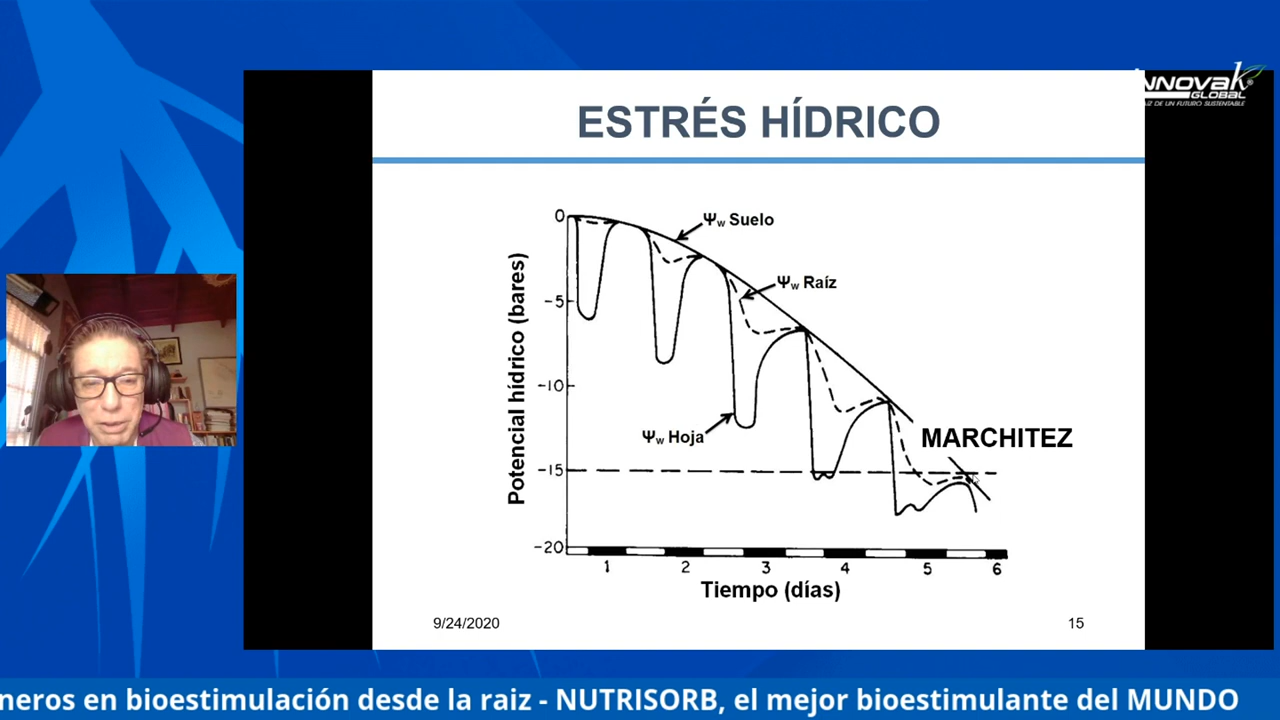 INNOVAK
GLOBAL
RAÍZ DE UN FUTURO SUSTENTABLE
ESTRÉS HÍDRICO
Ψw Suelo
Ψw Raíz
Ψw Hoja
MARCHITEZ
Potencial hídrico (bares)
0
-5
-10
-15
-20
1 2 3 4 5 6
Tiempo (días)
9/24/2020
15
neros en bioestimulación desde la raiz - NUTRISORB, el mejor bioestimulante del MUNDO